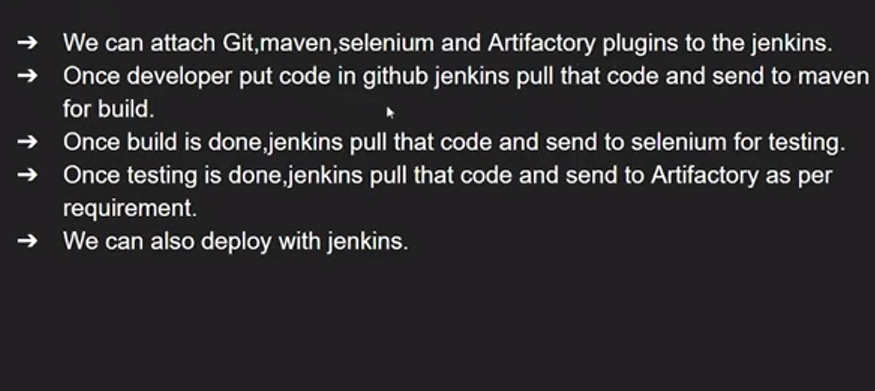 ➔ We can attach Git,maven,selenium and Artifactory plugins to the jenkins.
➔ Once developer put code in github jenkins pull that code and send to maven
for build.
➔ Once build is done,jenkins pull that code and send to selenium for testing.
➔ Once testing is done,jenkins pull that code and send to Artifactory as per
requirement.
➔ We can also deploy with jenkins.